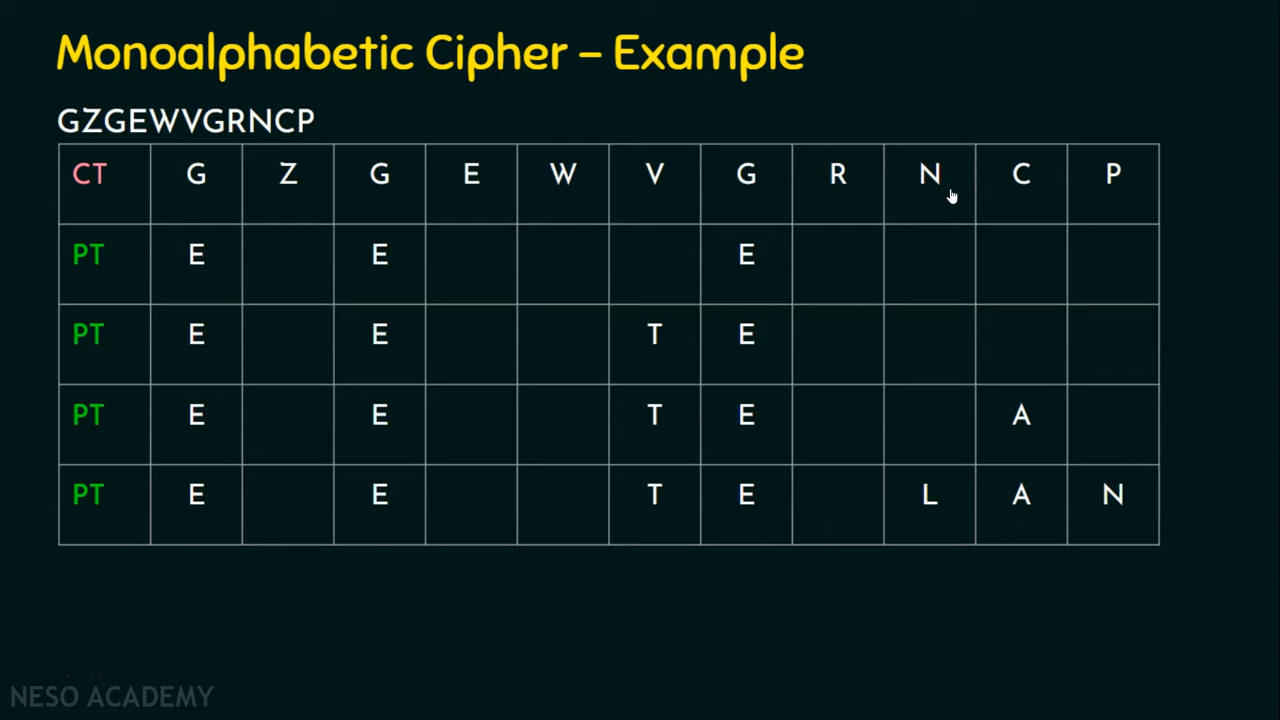 Monoalphabetic Cipher – Example
GZGEWVGRNCP
CT G Z G E W V G R N C P
PT E E E
PT E E T E
PT E E T E A
PT E E T E L A N
NESO ACADEMY